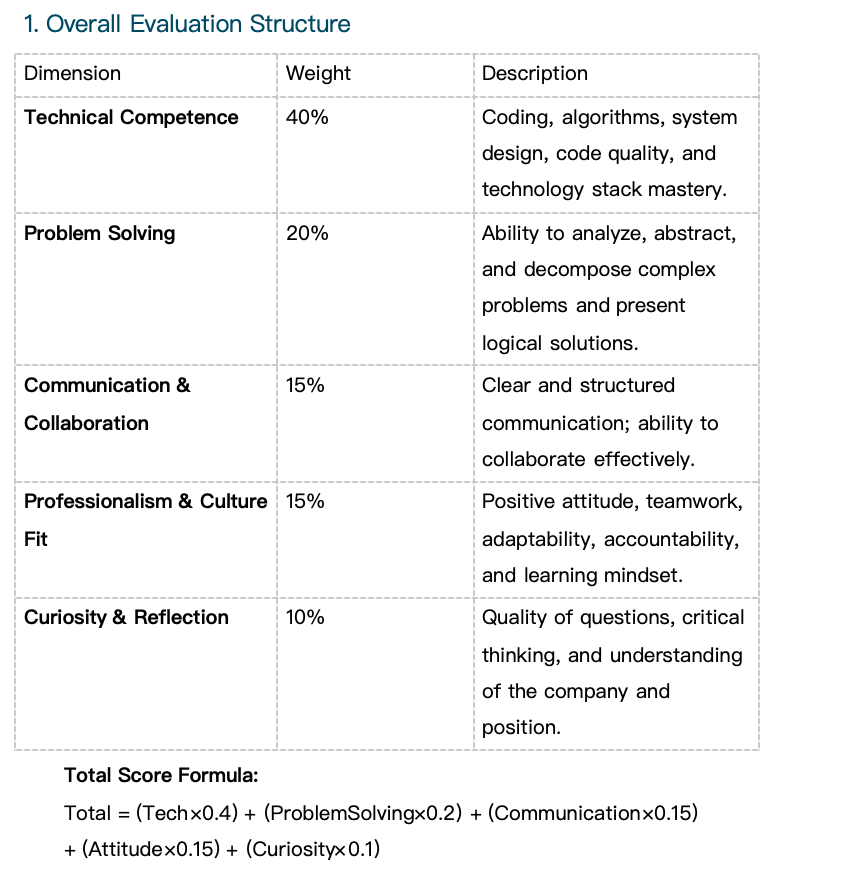 1. Overall Evaluation Structure
Dimension
Weight
Description
Technical Competence
40%
Coding, algorithms, system
design, code quality, and
technology stack mastery.
Problem Solving
20%
Ability to analyze, abstract,
and decompose complex
problems and present
logical solutions.
Communication &
Collaboration
15%
Clear and structured
communication; ability to
collaborate effectively.
Professionalism & Culture
Fit
15%
Positive attitude, teamwork,
adaptability, accountability,
and learning mindset.
Curiosity & Reflection
10%
Quality of questions, critical
thinking, and understanding
of the company and
position.
Total Score Formula:
Total = (Tech×0.4) + (ProblemSolving×0.2) + (Communication×0.15)
+ (Attitude×0.15) + (Curiosity×0.1)